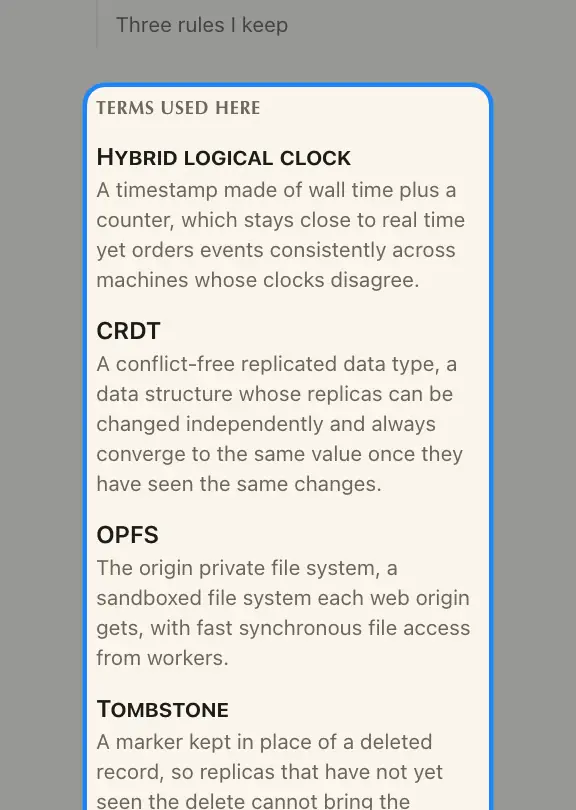 Three rules I keep
TERMS USED HERE
HYBRID LOGICAL CLOCK
A timestamp made of wall time plus a
counter, which stays close to real time
yet orders events consistently across
machines whose clocks disagree.
CRDT
A conflict-free replicated data type, a
data structure whose replicas can be
changed independently and always
converge to the same value once they
have seen the same changes.
OPFS
The origin private file system, a
sandboxed file system each web origin
gets, with fast synchronous file access
from workers.
TOMBSTONE
A marker kept in place of a deleted
record, so replicas that have not yet
seen the delete cannot bring the